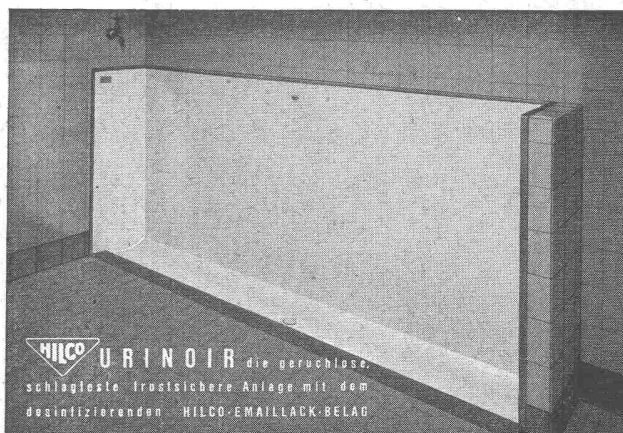 HILCO URINOIR die geruchlose,
schlagfeste frostsichere Anlage mit dem
desinfizierenden HILCO-EMAILLACK-BELAG